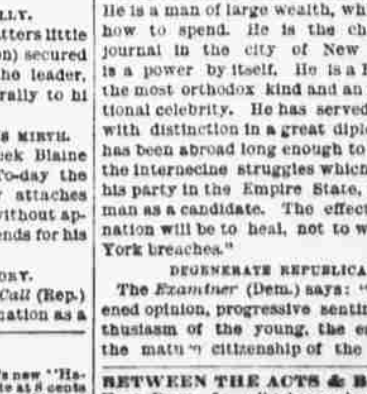 LLY.
tters little
on) secured
he leader,
rally to hi
S MIRTH.
eek Blaine
To-day the
attaches
ithout ap-
ends for his
ORY.
Call (Rep.)
nation as a
's new "Ha-
te at 8 cents
He is a man of large wealth, wh
how to spend. He is the ch
journal in the city of New
is a power by itself. He is a
the most orthodox kind and an
tional celebrity. He has served
with distinction in a great dipl
has been abroad long enough to
the internecine struggles which
his party in the Empire State,
man as a candidate. The effect
nation will be to heal, not to w
York breaches."
DEGENERATE REPUBLICA
The Examiner (Dem.) says: "
ened opinion, progressive senti
thusiasm of the young, the e
the citizenship of the
BETWEEN THE ACTS & B